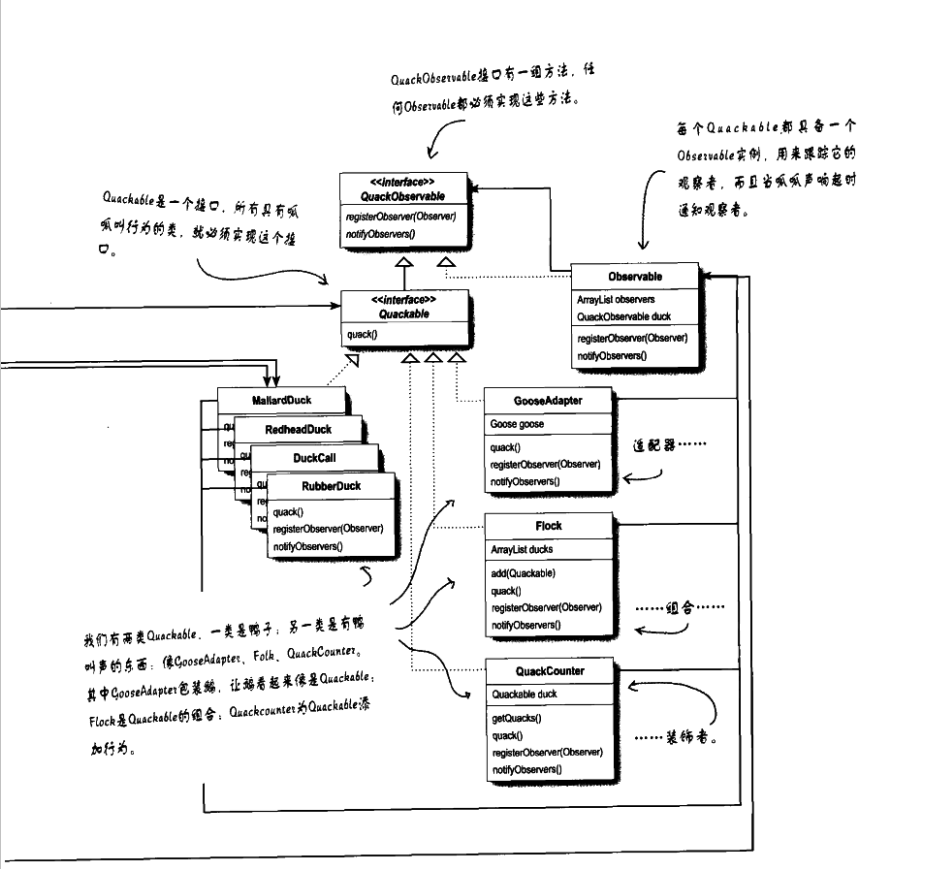 QuackObservable接口有一组方法，任
何Observable都必须实现这些方法。
每个Quackable都具备一个
Observable实例，用来跟踪它的
观察者，而且当呱呱声响起时
通知观察者。
Quackable是一个接口，所有具有呱
呱叫行为的类，就必须实现这个接
口。
<<interface>>
QuackObservable
registerObserver(Observer)
notifyObservers()
Observable
ArrayList observers
QuackObservable duck
registerObserver(Observer)
notifyObservers()
<<interface>>
Quackable
quack()
MallardDuck
qu
re
no
RedheadDuck
qu
re
no
DuckCall
qu
re
no
RubberDuck
quack()
registerObserver(Observer)
notifyObservers()
GooseAdapter
Goose goose
quack()
registerObserver(Observer)
notifyObservers()
适配器……
Flock
ArrayList ducks
add(Quackable)
quack()
registerObserver(Observer)
notifyObservers()
……组合……
QuackCounter
Quackable duck
getQuacks()
quack()
registerObserver(Observer)
notifyObservers()
……装饰者。
我们有两类Quackable，一类是鸭子；另一类是有鸭
叫声的东西：像GooseAdapter、Folk、QuackCounter。
其中GooseAdapter包装鹅，让鹅看起来像是Quackable；
Flock是Quackable的组合；Quackcounter为Quackable添
加行为。